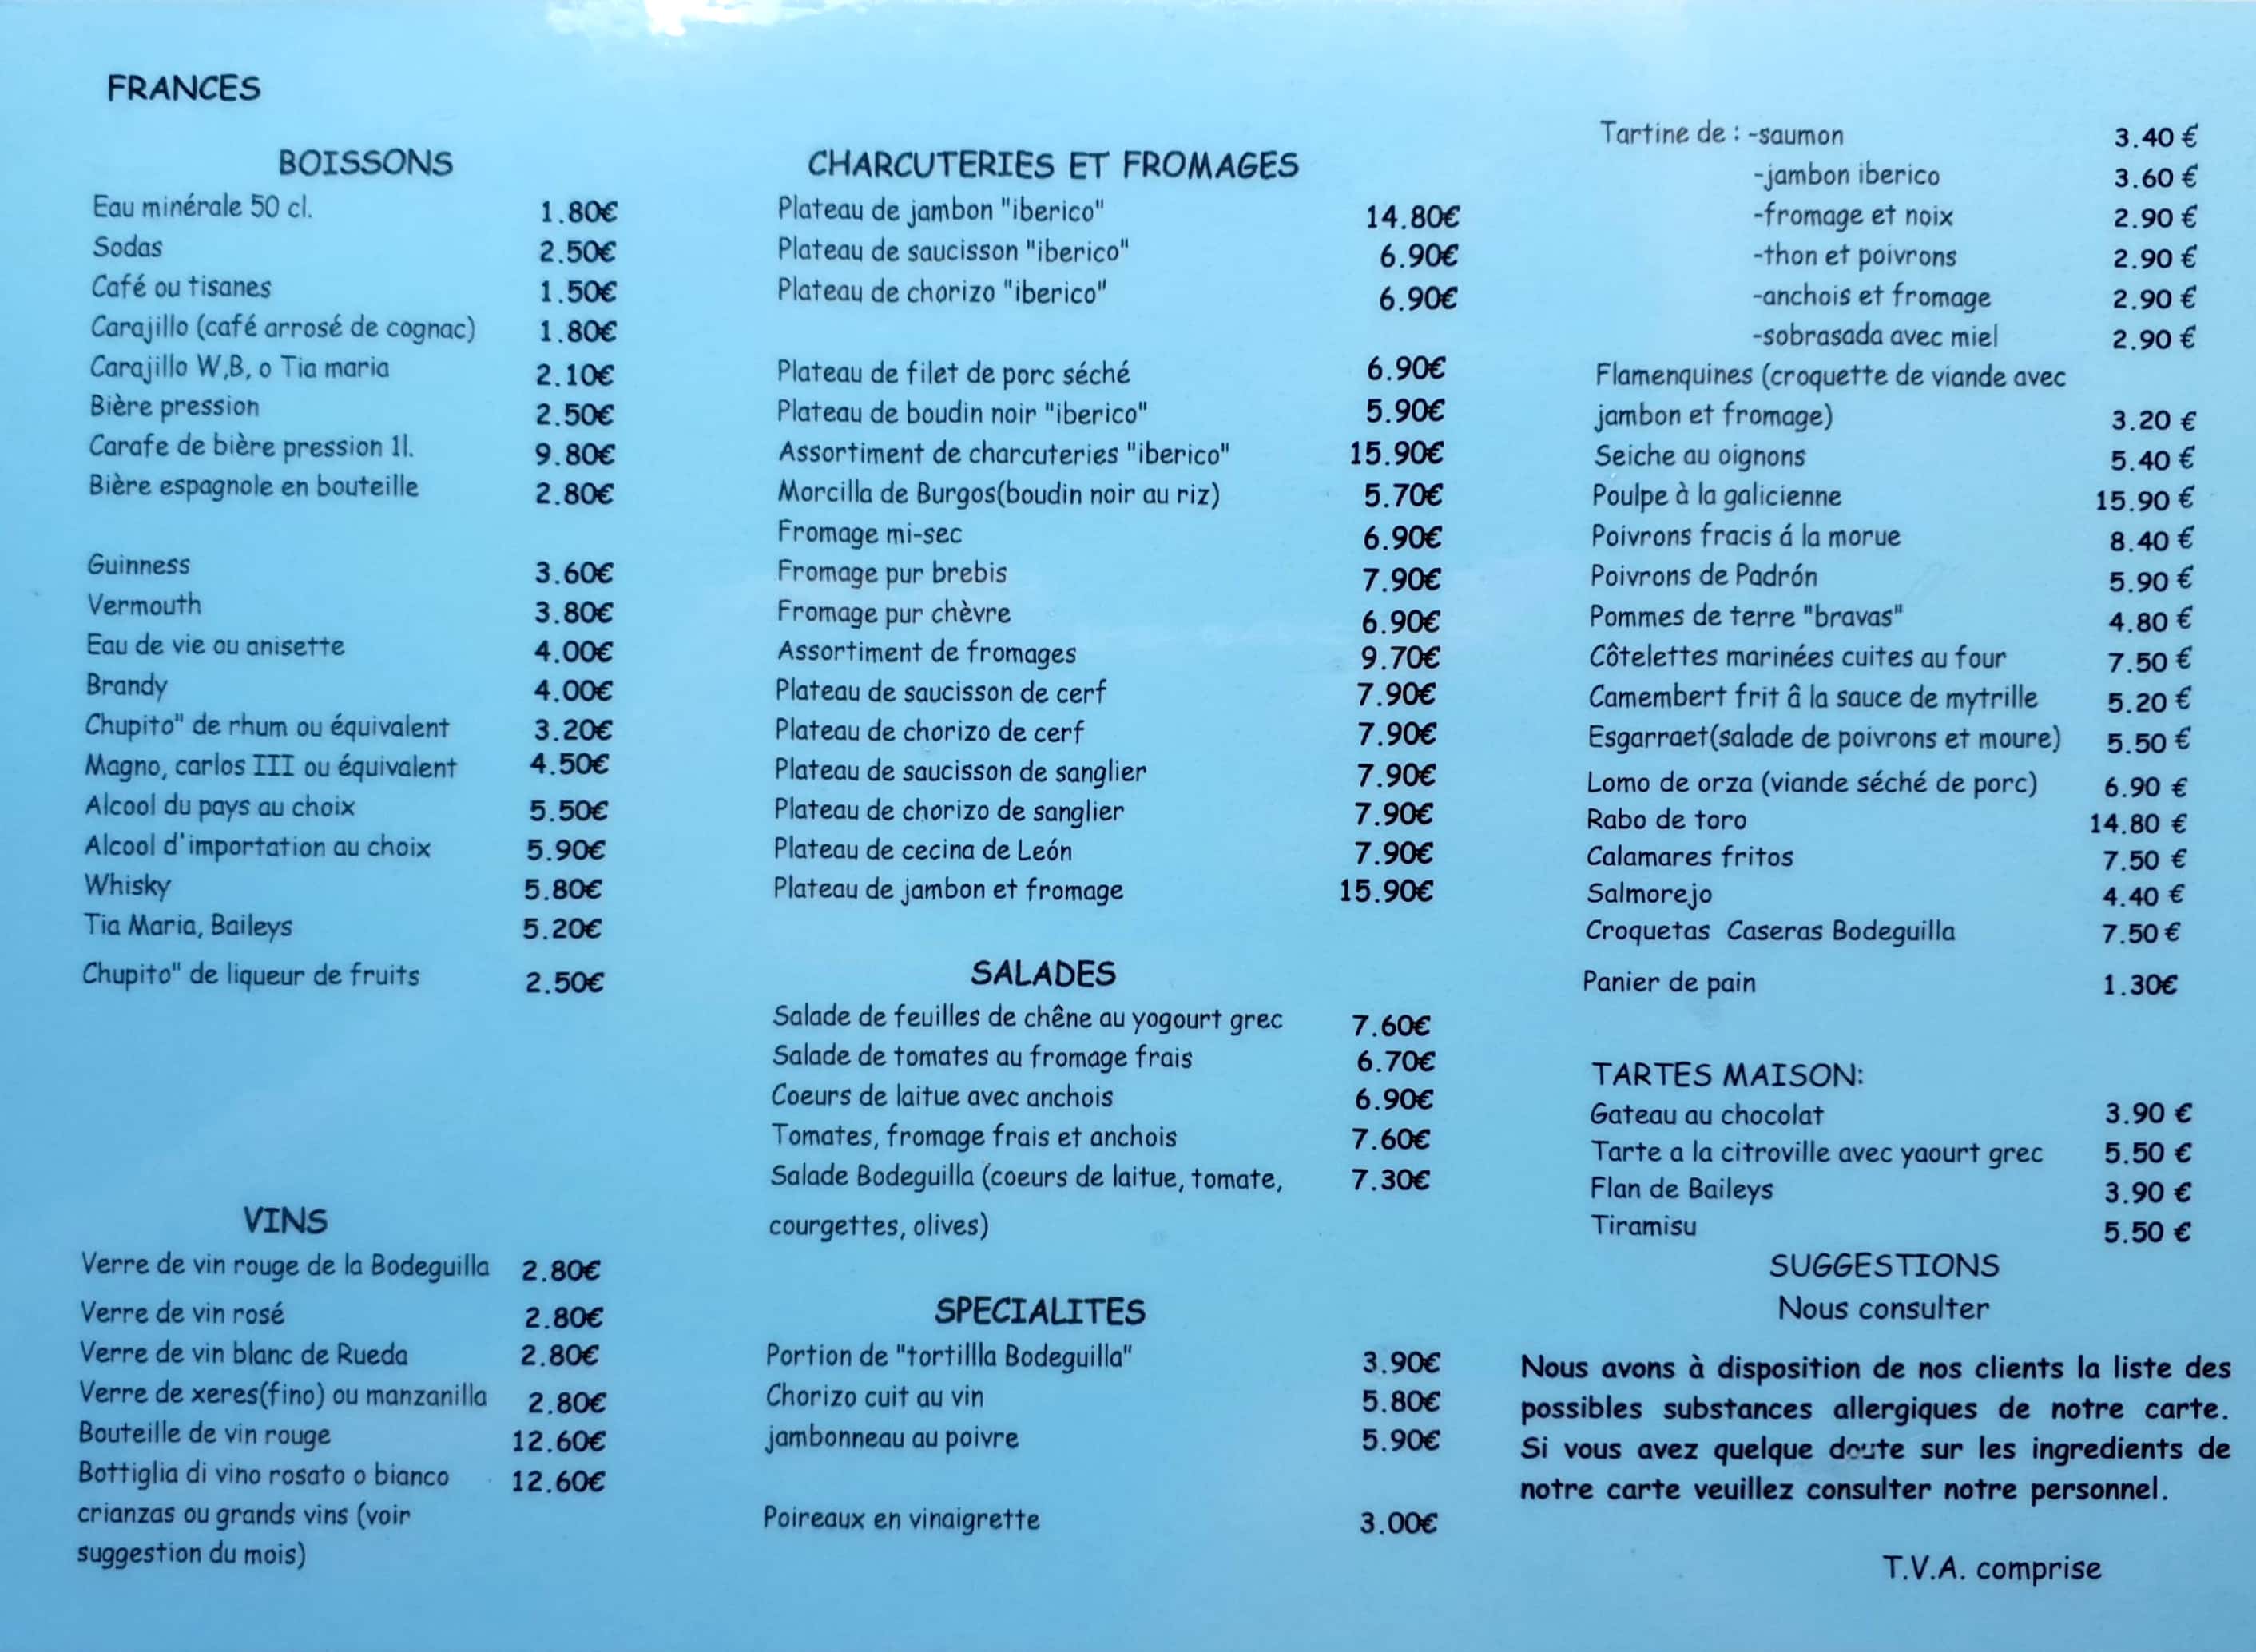 FRANCES
BOISSONS
Eau minérale 50 cl. 1.80€
Sodas 2.50€
Café ou tisanes 1.50€
Carajillo (café arrosé de cognac) 1.80€
Carajillo W,B, o Tia maria 2.10€
Bière pression 2.50€
Carafe de bière pression 1l. 9.80€
Bière espagnole en bouteille 2.80€
Guinness 3.60€
Vermouth 3.80€
Eau de vie ou anisette 4.00€
Brandy 4.00€
Chupito" de rhum ou équivalent 3.20€
Magno, carlos III ou équivalent 4.50€
Alcool du pays au choix 5.50€
Alcool d'importation au choix 5.90€
Whisky 5.80€
Tia Maria, Baileys 5.20€
Chupito" de liqueur de fruits 2.50€
VINS
Verre de vin rouge de la Bodeguilla 2.80€
Verre de vin rosé 2.80€
Verre de vin blanc de Rueda 2.80€
Verre de xeres(fino) ou manzanilla 2.80€
Bouteille de vin rouge 12.60€
Bottiglia di vino rosato o bianco 12.60€
crianzas ou grands vins (voir
suggestion du mois)
CHARCUTERIES ET FROMAGES
Plateau de jambon "iberico" 14.80€
Plateau de saucisson "iberico" 6.90€
Plateau de chorizo "iberico" 6.90€
Plateau de filet de porc séché 6.90€
Plateau de boudin noir "iberico" 5.90€
Assortiment de charcuteries "iberico" 15.90€
Morcilla de Burgos(boudin noir au riz) 5.70€
Fromage mi-sec 6.90€
Fromage pur brebis 7.90€
Fromage pur chèvre 6.90€
Assortiment de fromages 9.70€
Plateau de saucisson de cerf 7.90€
Plateau de chorizo de cerf 7.90€
Plateau de saucisson de sanglier 7.90€
Plateau de chorizo de sanglier 7.90€
Plateau de cecina de León 7.90€
Plateau de jambon et fromage 15.90€
SALADES
Salade de feuilles de chêne au yogourt grec 7.60€
Salade de tomates au fromage frais 6.70€
Coeurs de laitue avec anchois 6.90€
Tomates, fromage frais et anchois 7.60€
Salade Bodeguilla (coeurs de laitue, tomate, 7.30€
courgettes, olives)
SPECIALITES
Portion de "tortillla Bodeguilla" 3.90€
Chorizo cuit au vin 5.80€
jambonneau au poivre 5.90€
Poireaux en vinaigrette 3.00€
Tartine de : -saumon 3.40 €
-jambon iberico 3.60 €
-fromage et noix 2.90 €
-thon et poivrons 2.90 €
-anchois et fromage 2.90 €
-sobrasada avec miel 2.90 €
Flamenquines (croquette de viande avec
jambon et fromage) 3.20 €
Seiche au oignons 5.40 €
Poulpe à la galicienne 15.90 €
Poivrons fracis á la morue 8.40 €
Poivrons de Padrón 5.90 €
Pommes de terre "bravas" 4.80 €
Côtelettes marinées cuites au four 7.50 €
Camembert frit â la sauce de mytrille 5.20 €
Esgarraet(salade de poivrons et moure) 5.50 €
Lomo de orza (viande séché de porc) 6.90 €
Rabo de toro 14.80 €
Calamares fritos 7.50 €
Salmorejo 4.40 €
Croquetas Caseras Bodeguilla 7.50 €
Panier de pain 1.30€
TARTES MAISON:
Gateau au chocolat 3.90 €
Tarte a la citroville avec yaourt grec 5.50 €
Flan de Baileys 3.90 €
Tiramisu 5.50 €
SUGGESTIONS
Nous consulter
Nous avons à disposition de nos clients la liste des
possibles substances allergiques de notre carte.
Si vous avez quelque doute sur les ingredients de
notre carte veuillez consulter notre personnel.
T.V.A. comprise